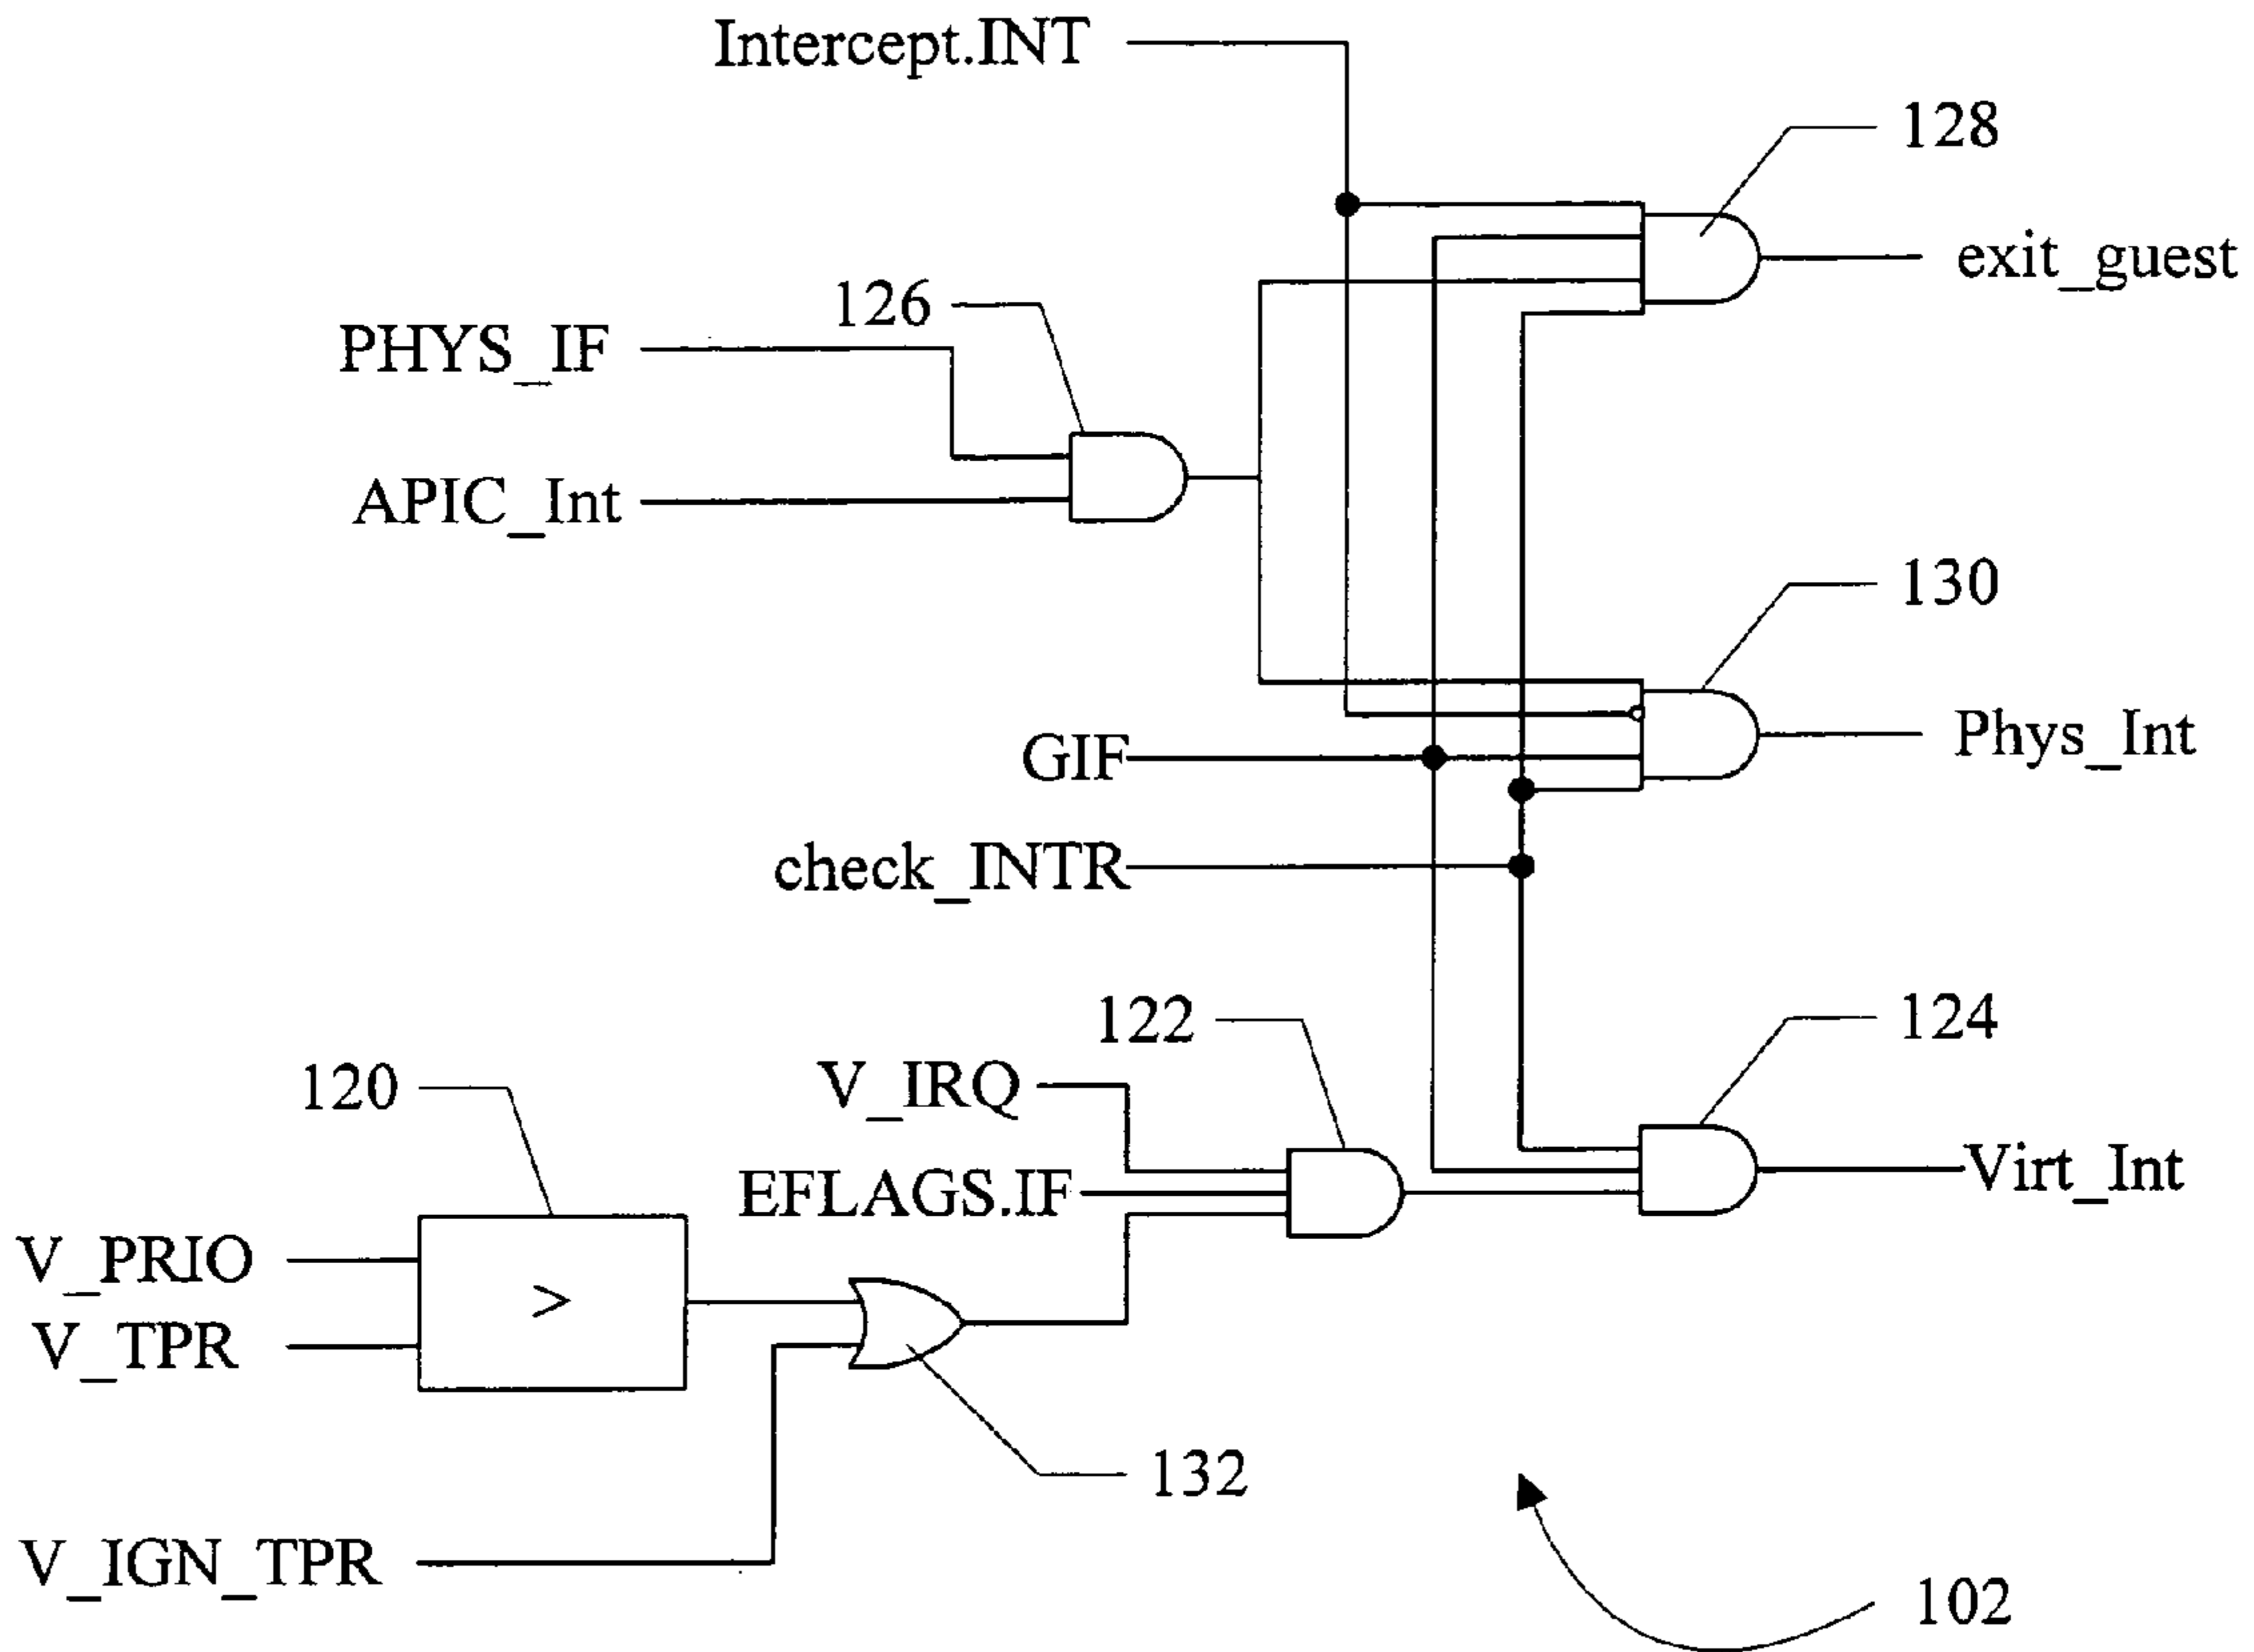 Intercept.INT
128
exit_guest
126
PHYS_IF
APIC_Int
130
Phys_Int
GIF
check_INTR
122
124
V_IRQ
120
EFLAGS.IF
Virt_Int
V_PRIO
>
V_TPR
132
V_IGN_TPR
102